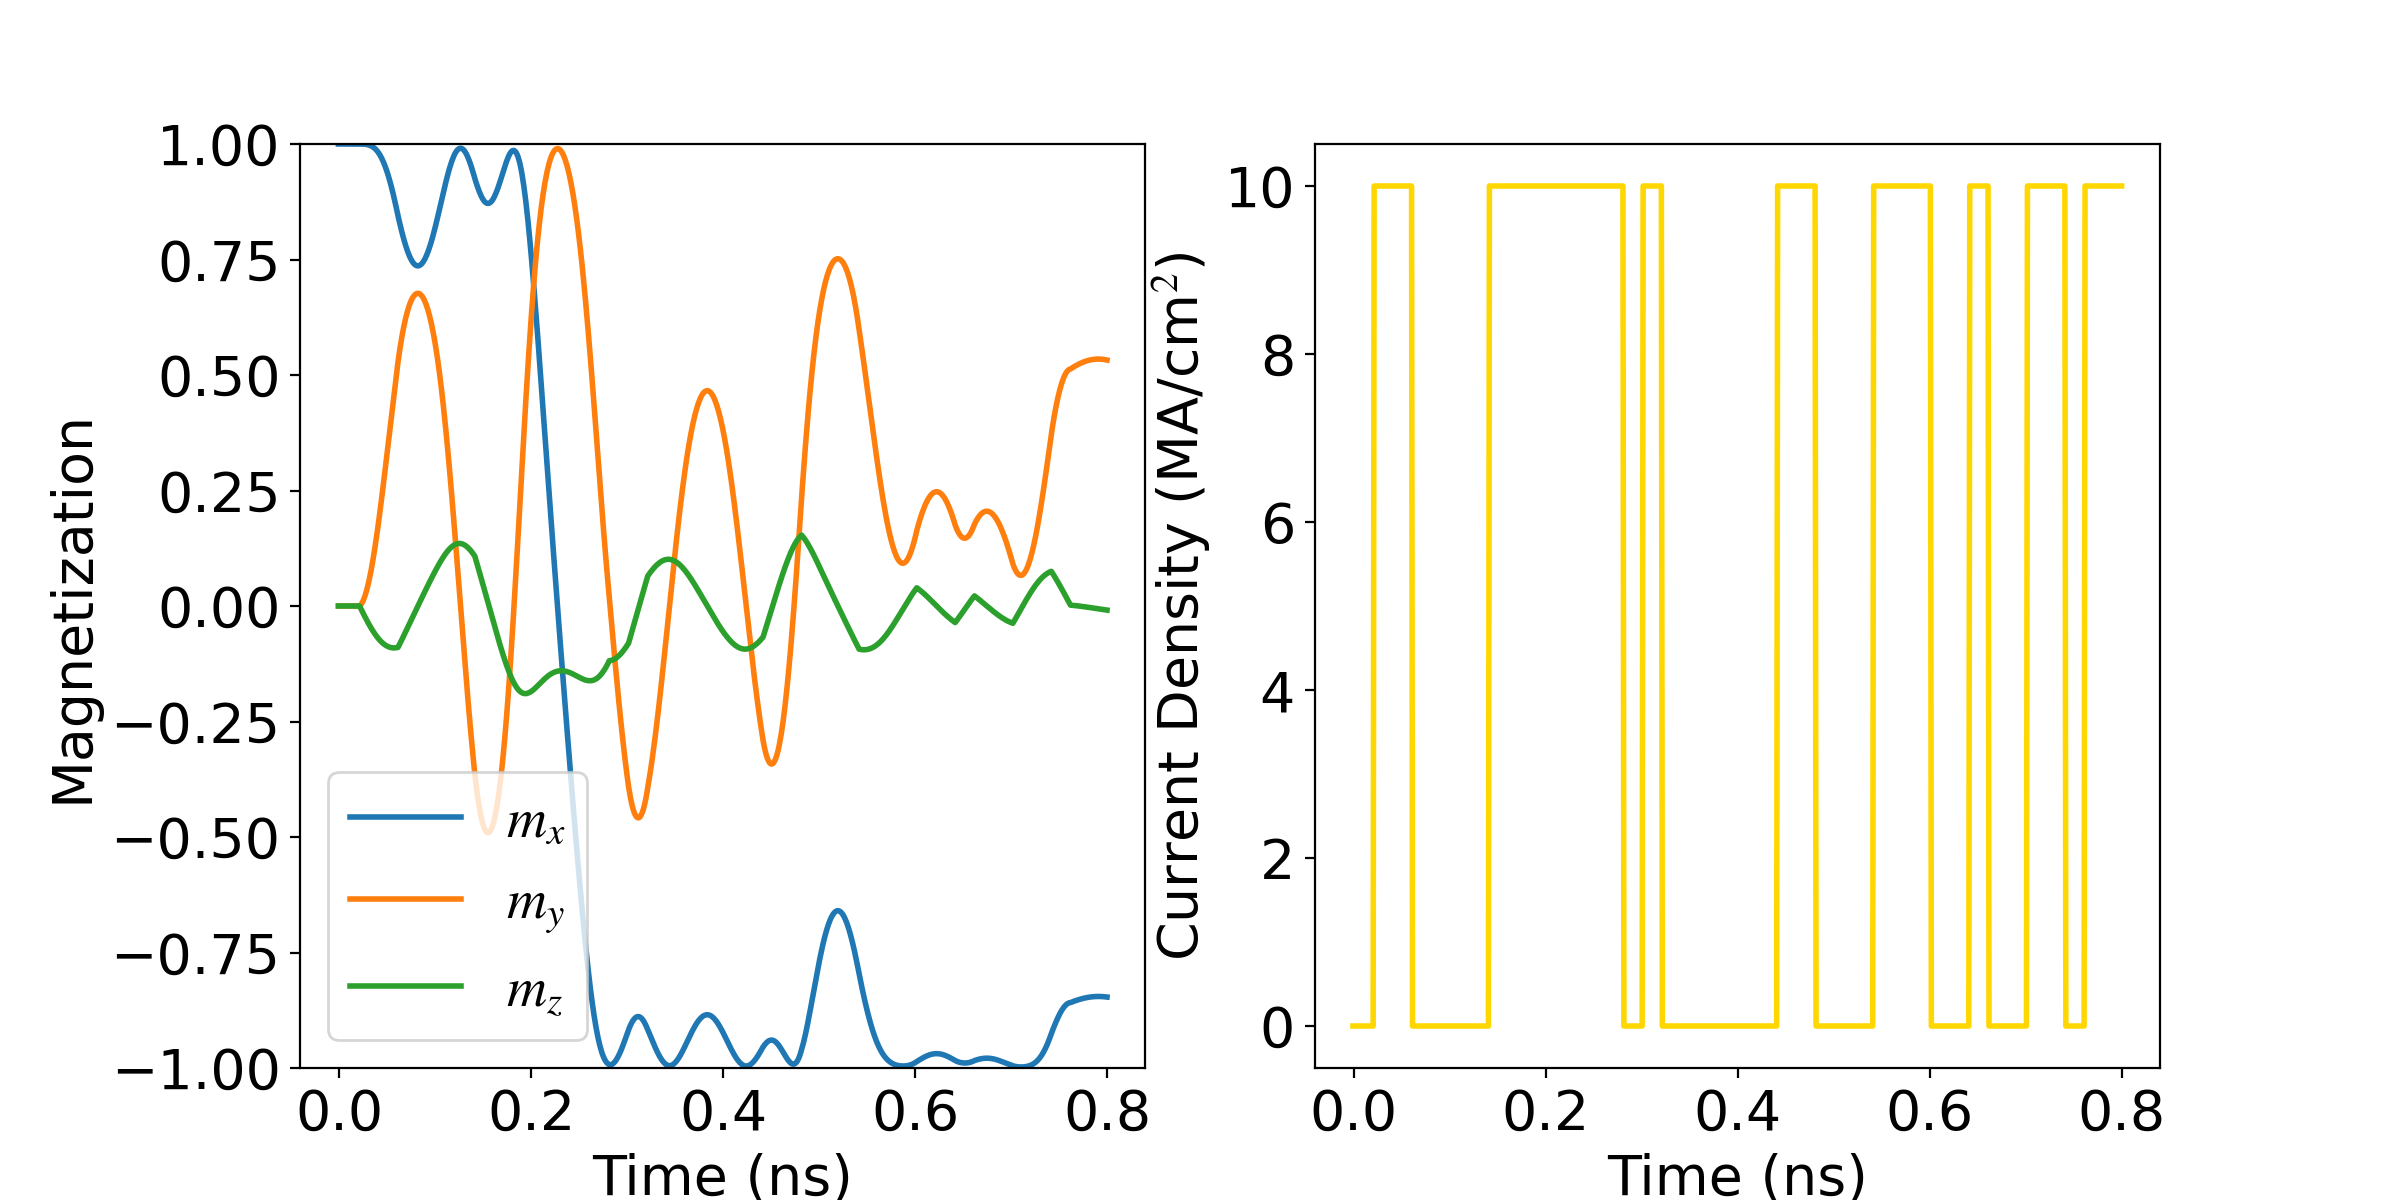 1.00
0.75
0.50
0.25
0.00
−0.25
−0.50
−0.75
−1.00
Magnetization
m_x
m_y
m_z
0.0 0.2 0.4 0.6 0.8
Time (ns)
10
8
6
4
2
0
Current Density (MA/cm²)
0.0 0.2 0.4 0.6 0.8
Time (ns)